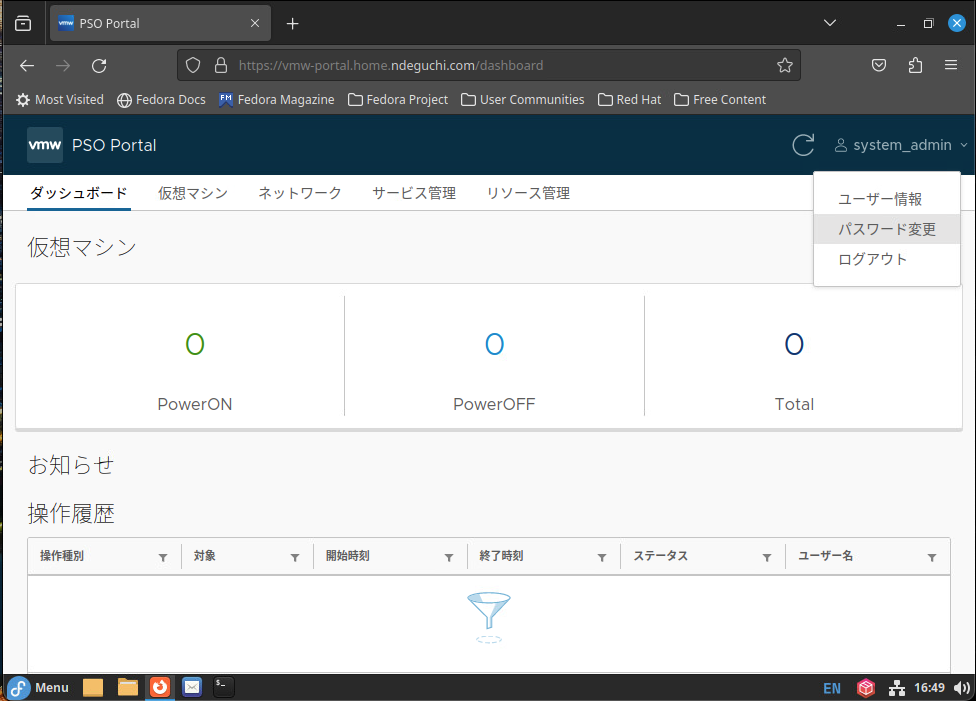 vmw PSO Portal
https://vmw-portal.home.ndeguchi.com/dashboard
Most Visited Fedora Docs FM Fedora Magazine Fedora Project User Communities Red Hat Free Content
vmw PSO Portal system_admin
ダッシュボード 仮想マシン ネットワーク サービス管理 リソース管理
ユーザー情報
パスワード変更
ログアウト
仮想マシン
0 0 0
PowerON PowerOFF Total
お知らせ
操作履歴
操作種別 対象 開始時刻 終了時刻 ステータス ユーザー名
Menu EN 16:49